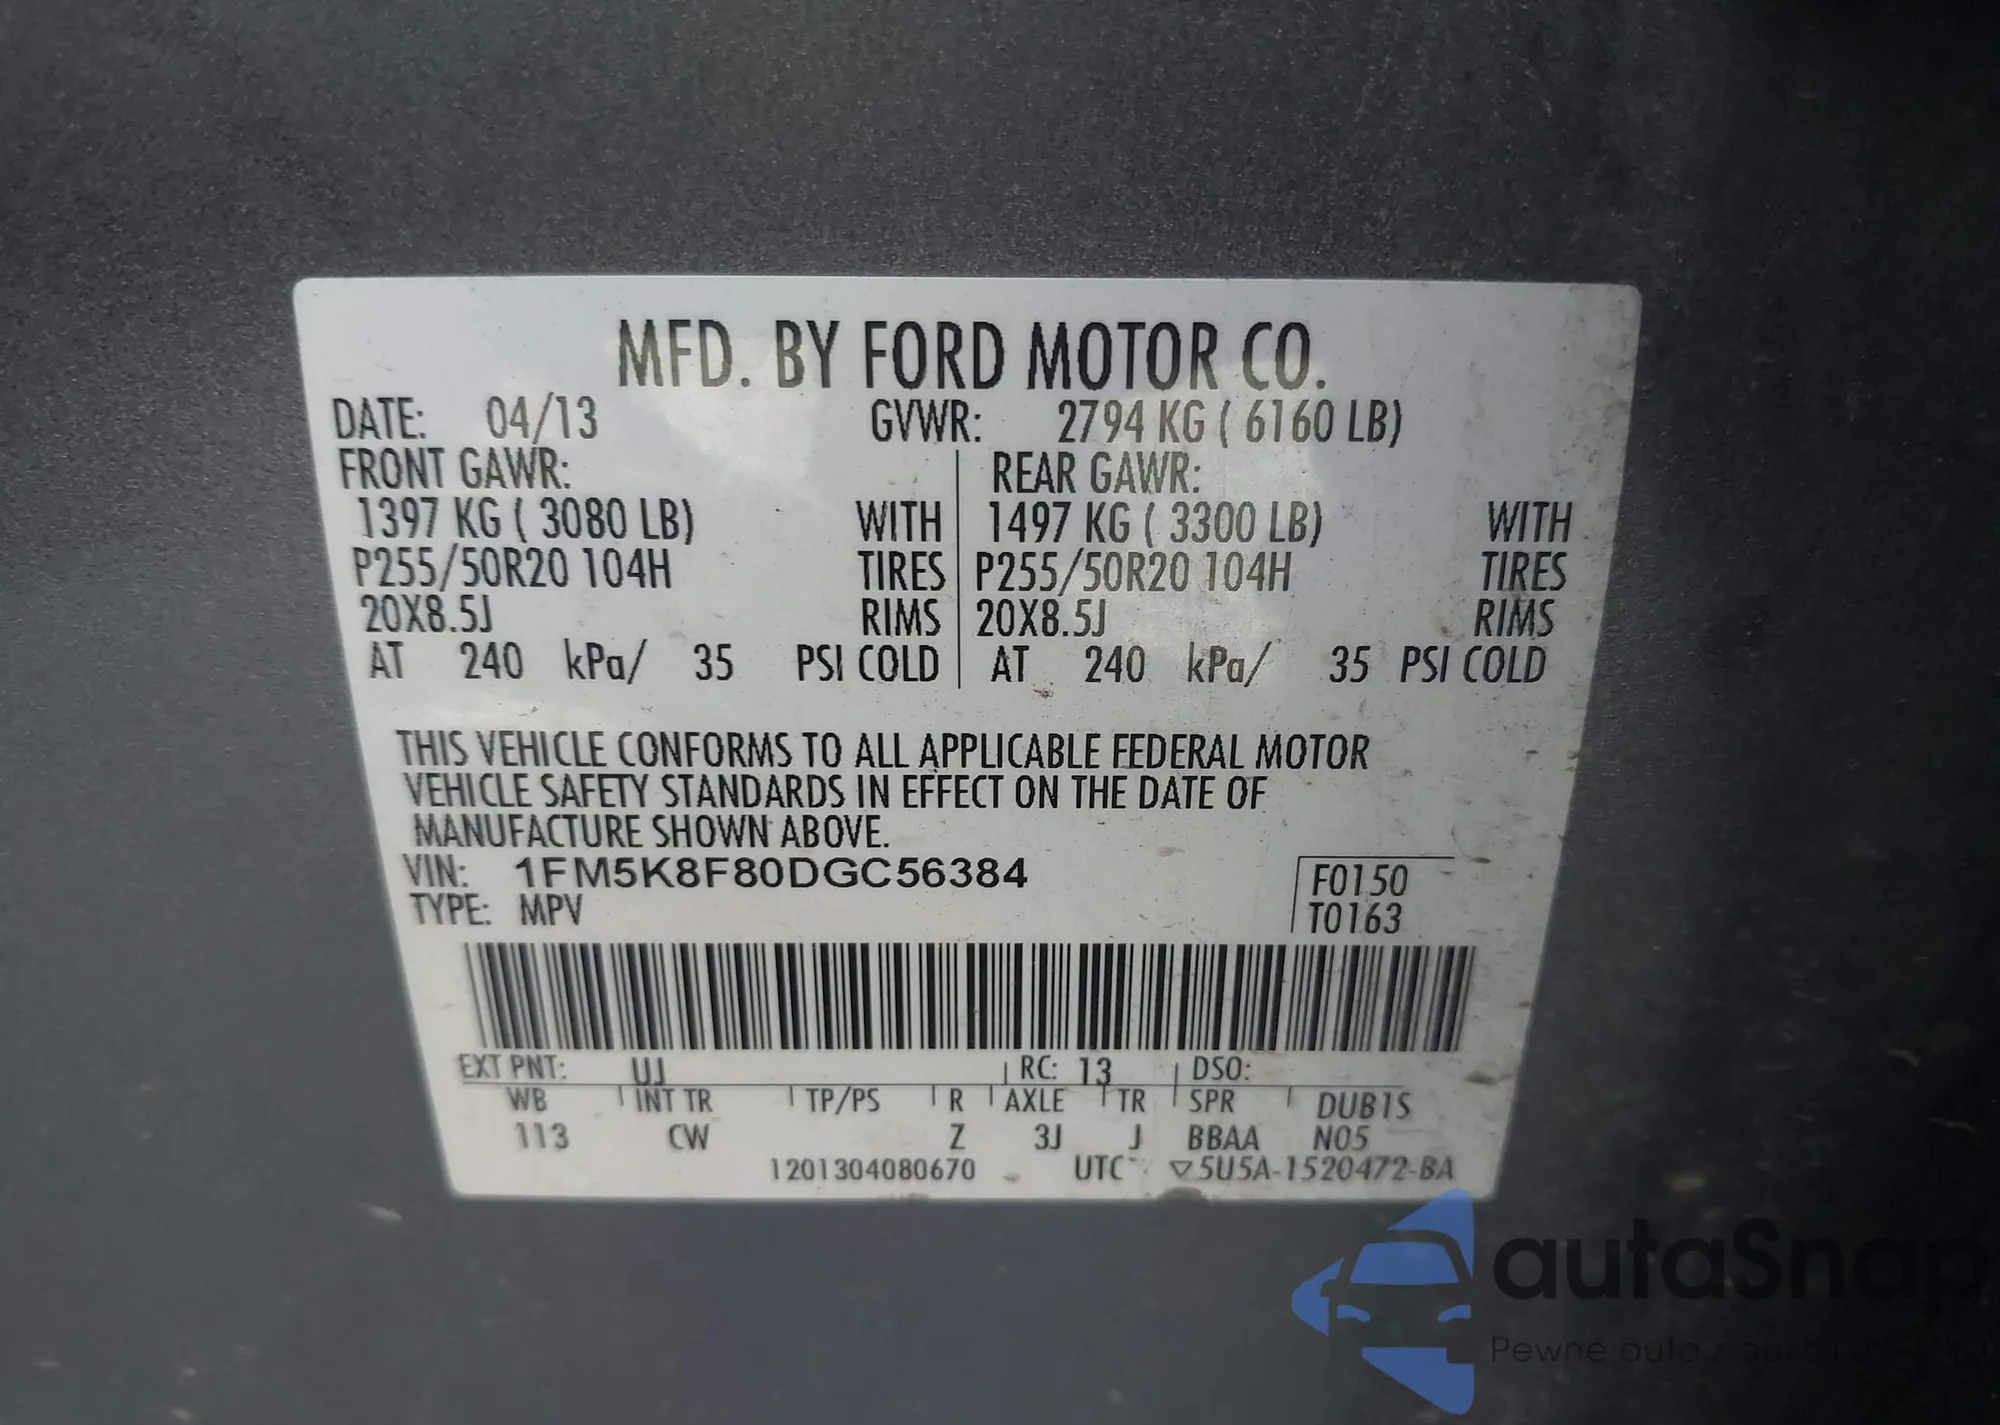 MFD. BY FORD MOTOR CO.
DATE: 04/13 GVWR: 2794 KG ( 6160 LB)
FRONT GAWR: REAR GAWR:
1397 KG ( 3080 LB) WITH 1497 KG ( 3300 LB) WITH
P255/50R20 104H TIRES P255/50R20 104H TIRES
20X8.5J RIMS 20X8.5J RIMS
AT 240 kPa/ 35 PSI COLD AT 240 kPa/ 35 PSI COLD
THIS VEHICLE CONFORMS TO ALL APPLICABLE FEDERAL MOTOR
VEHICLE SAFETY STANDARDS IN EFFECT ON THE DATE OF
MANUFACTURE SHOWN ABOVE.
VIN: 1FM5K8F80DGC56384 F0150
TYPE: MPV T0163
EXT PNT: UJ RC: 13 DSO:
WB INT TR TP/PS R AXLE TR SPR DUB1S
113 CW Z 3J J BBAA N05
1201304080670 UTC ▽5U5A-1520472-BA
autaSnap
Pewne auta z